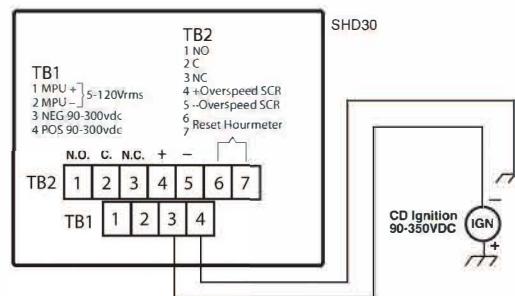 SHD30
TB2
1 NO
2 C
3 NC
4 +Overspeed SCR
5 --Overspeed SCR
6
7 Reset Hourmeter
TB1
1 MPU +
2 MPU –
5-120Vrms
3 NEG 90-300vdc
4 POS 90-300vdc
N.O. C. N.C. + –
TB2 1 2 3 4 5 6 7
TB1 1 2 3 4
CD Ignition
90-350VDC
–
IGN
+